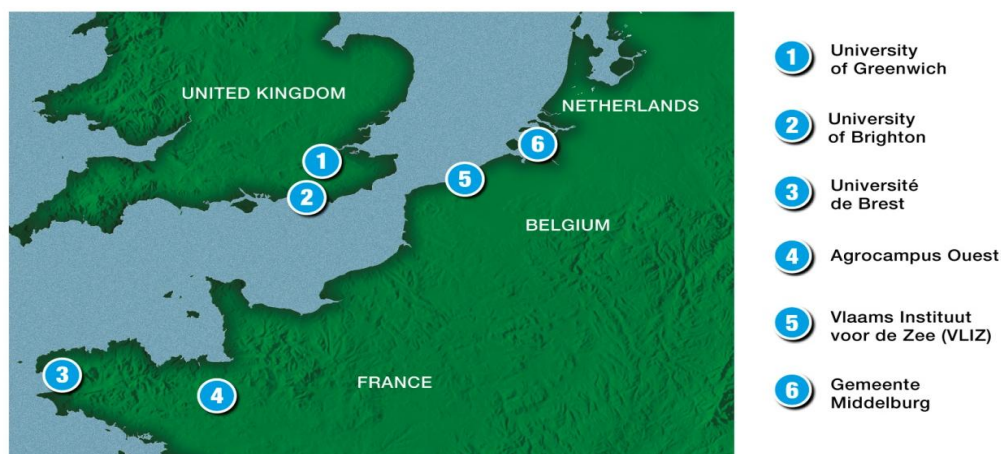 UNITED KINGDOM
NETHERLANDS
BELGIUM
FRANCE
1
2
3
4
5
6
1 University
of Greenwich
2 University
of Brighton
3 Université
de Brest
4 Agrocampus Ouest
5 Vlaams Instituut
voor de Zee (VLIZ)
6 Gemeente
Middelburg